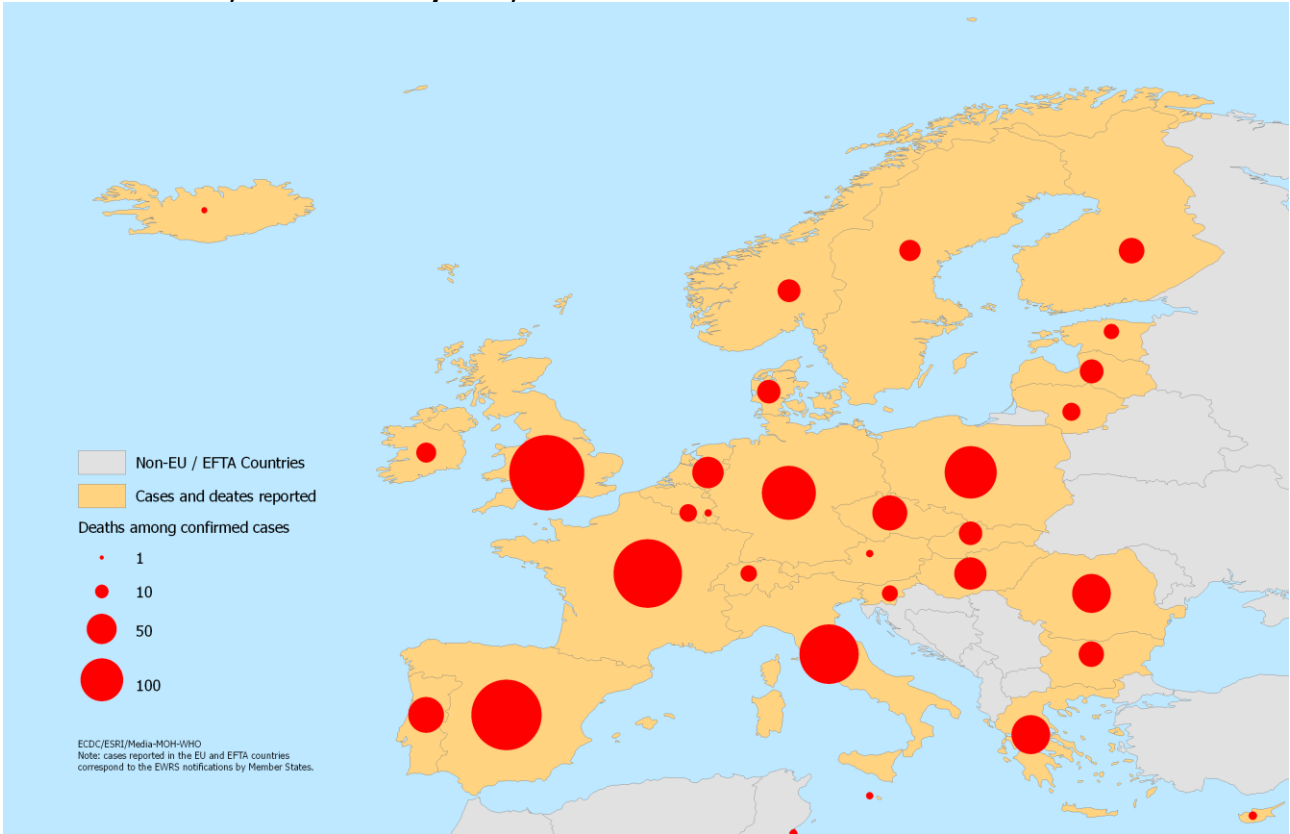 Non-EU / EFTA Countries
Cases and deates reported
Deaths among confirmed cases
1
10
50
100
ECDC/ESRI/Media-MOH-WHO
Note: cases reported in the EU and EFTA countries
correspond to the EWRS notifications by Member States.